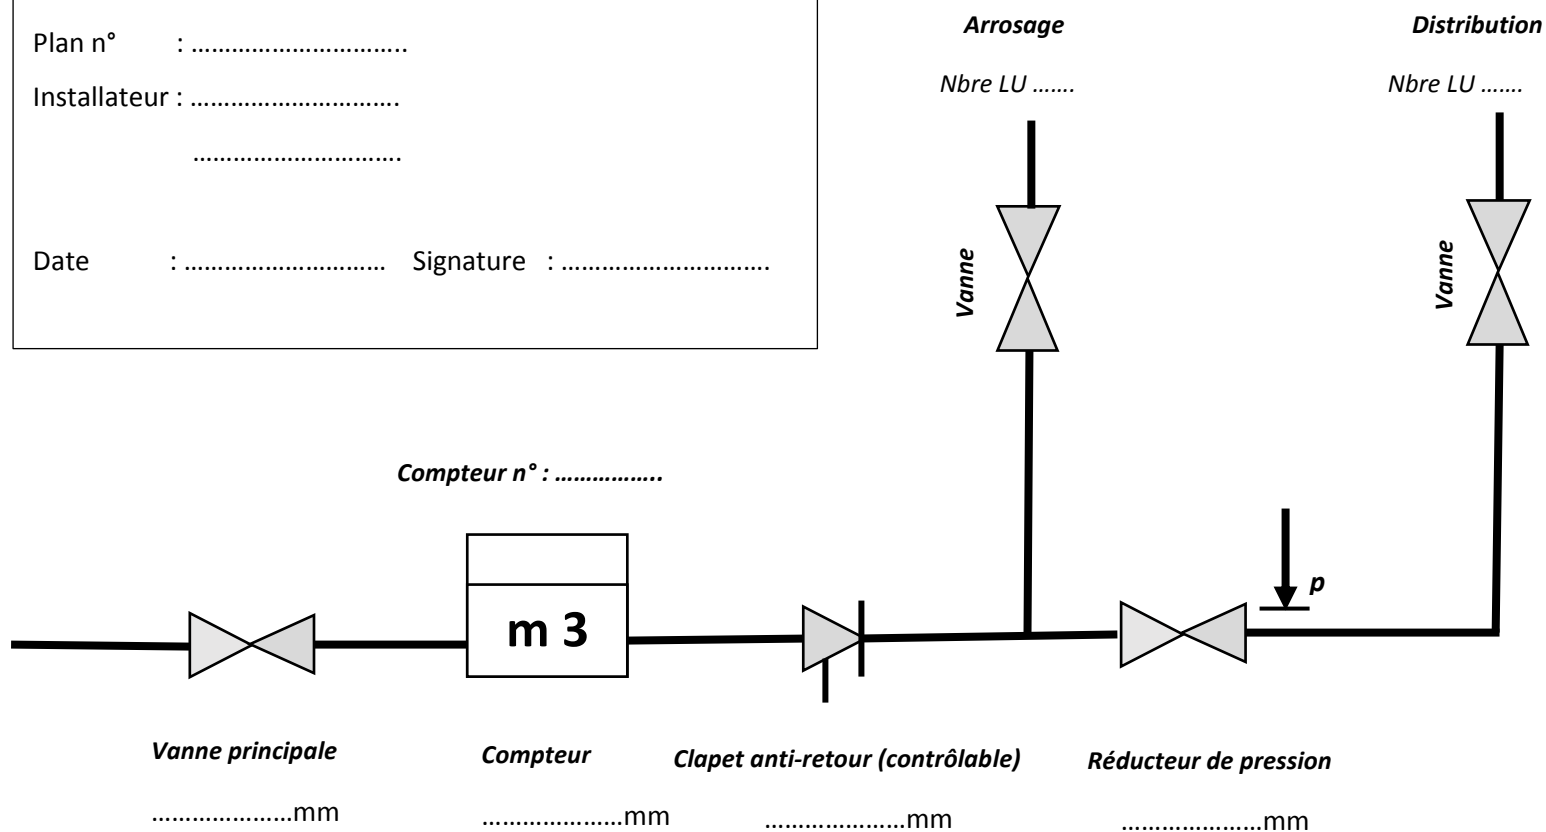 Plan n° : …………………………..
Installateur : ………………………….
………………………….
Date : ………………………… Signature : ………………………….
Arrosage
Nbre LU …….
Distribution
Nbre LU …….
Vanne
Vanne
Compteur n° : ……………..
m 3
p
Vanne principale
Compteur
Clapet anti-retour (contrôlable)
Réducteur de pression
…………………mm
…………………mm
…………………mm
…………………mm